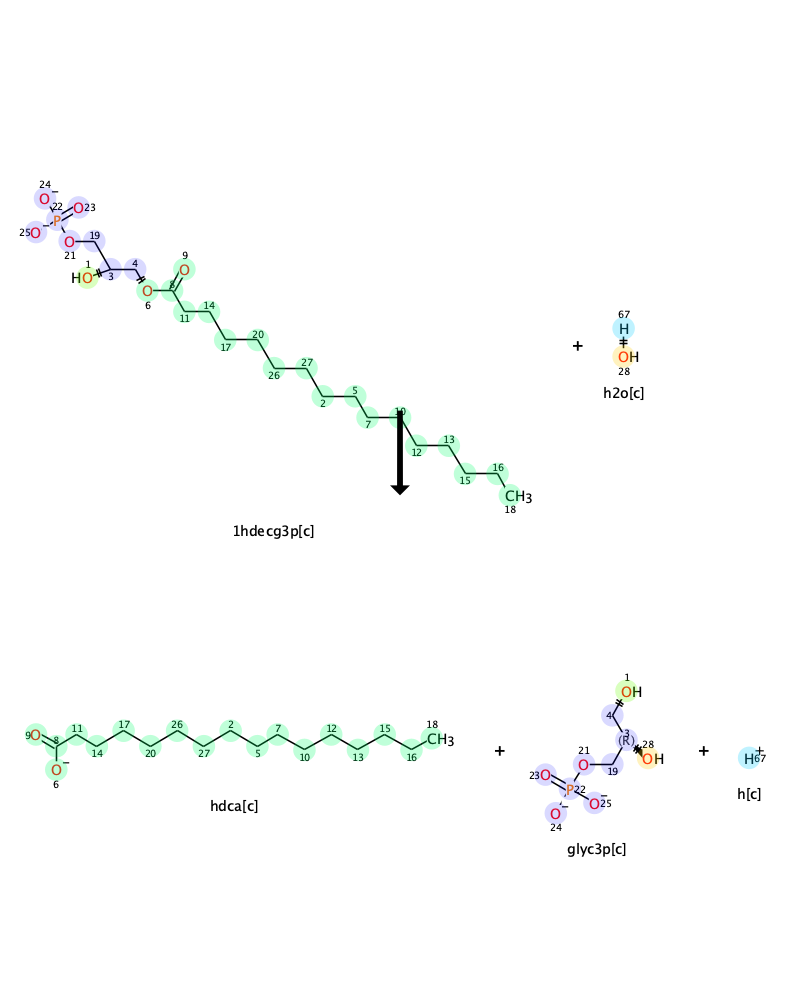 24
O−
22
P
O 23
25 O−
O
21
19
1
HO
3
4
O
6
9
O
8
11
14
17
20
26
27
2
5
7
10
12
13
15
16
CH3
18
+
67
H
OH
28
h2o[c]
1hdecg3p[c]
9 O
8
O−
6
11
14
17
20
26
27
2
5
7
10
12
13
15
16
18
CH3
hdca[c]
+
1
OH
4
3
(R)
28
OH
21
O
19
23 O
P 22
O− 25
O−
24
glyc3p[c]
+
H+ 67
h[c]